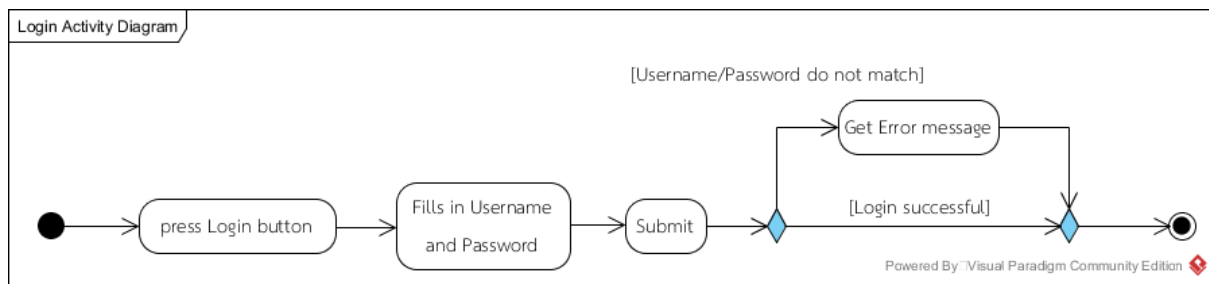 Login Activity Diagram
[Username/Password do not match]
Get Error message
press Login button
Fills in Username
and Password
Submit
[Login successful]
Powered By Visual Paradigm Community Edition